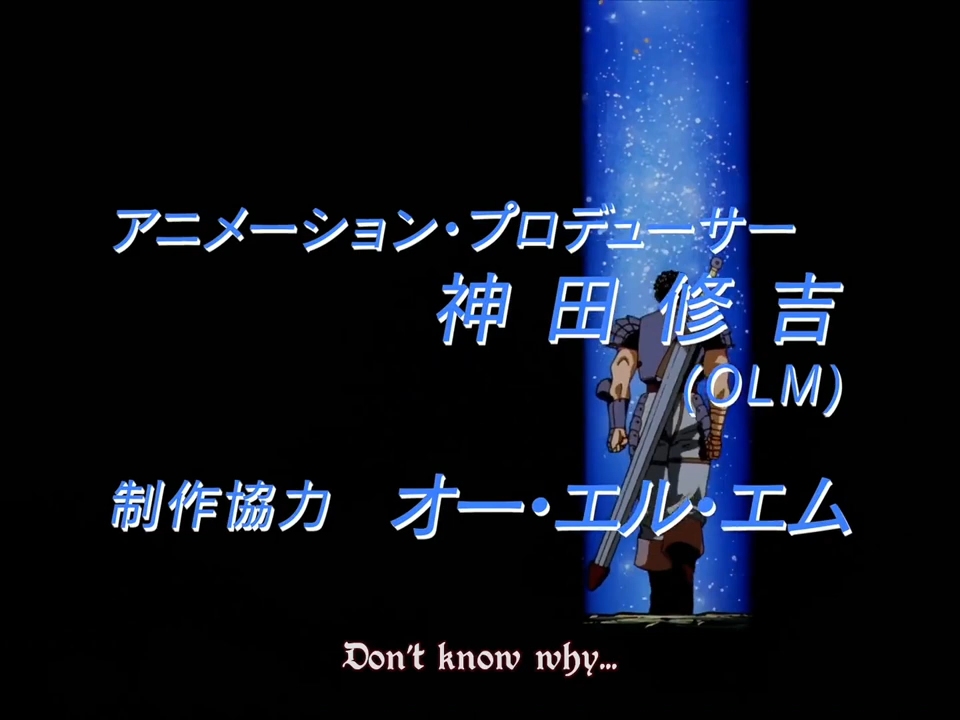 アニメーション・プロデューサー
神田修吉
(OLM)
制作協力 オー・エル・エム
Don't know why...